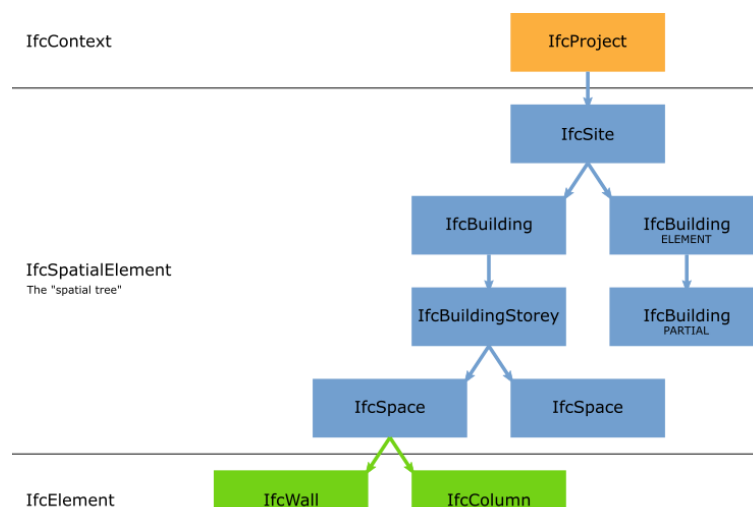 IfcContext
IfcProject
IfcSite
IfcBuilding
IfcBuilding
ELEMENT
IfcSpatialElement
The "spatial tree"
IfcBuildingStorey
IfcBuilding
PARTIAL
IfcSpace
IfcSpace
IfcElement
IfcWall
IfcColumn